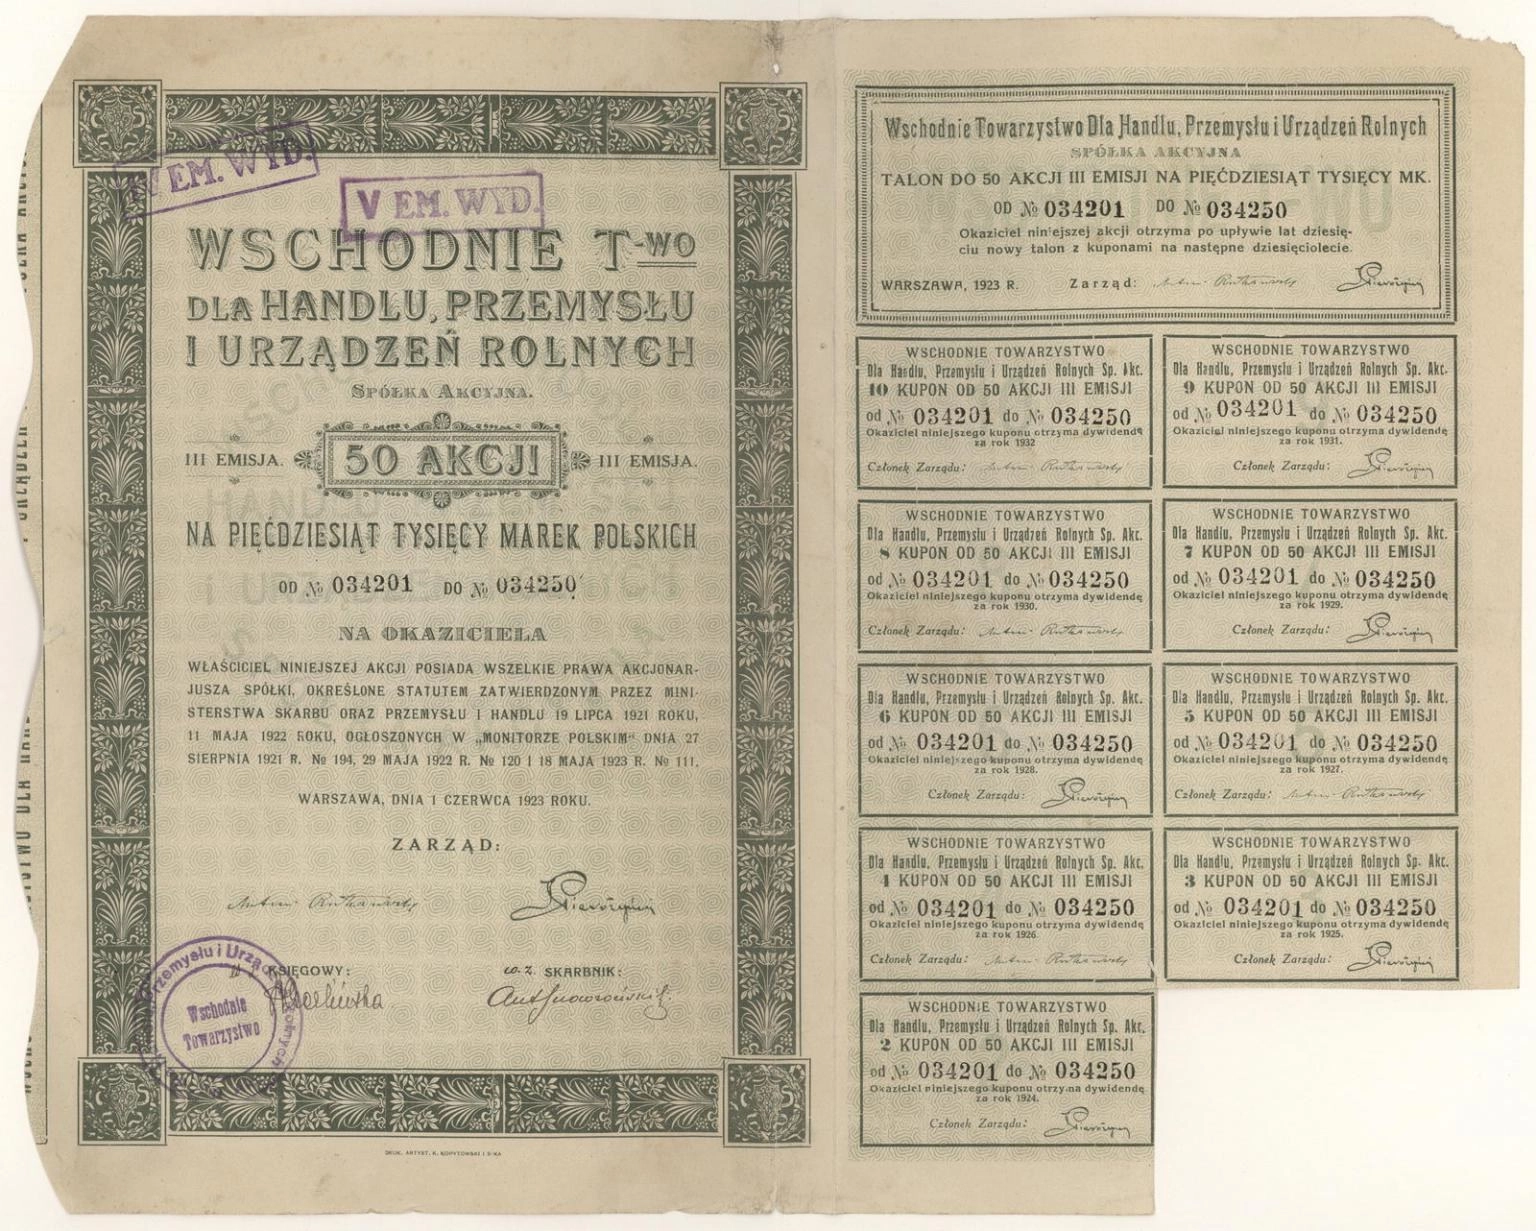 IV EM. WYD.
V EM. WYD.
WSCHODNIE T-WO
DLA HANDLU, PRZEMYSŁU
I URZĄDZEŃ ROLNYCH
SPÓŁKA AKCYJNA.
III EMISJA. 50 AKCJI III EMISJA.
NA PIĘĆDZIESIĄT TYSIĘCY MAREK POLSKICH
OD № 034201 DO № 034250
NA OKAZICIELA
WŁAŚCICIEL NINIEJSZEJ AKCJI POSIADA WSZELKIE PRAWA AKCJONAR-
JUSZA SPÓŁKI, OKREŚLONE STATUTEM ZATWIERDZONYM PRZEZ MINI-
STERSTWA SKARBU ORAZ PRZEMYSŁU I HANDLU 19 LIPCA 1921 ROKU,
11 MAJA 1922 ROKU, OGŁOSZONYCH W „MONITORZE POLSKIM" DNIA 27
SIERPNIA 1921 R. № 194, 29 MAJA 1922 R. № 120 I 18 MAJA 1923 R. № 111.
WARSZAWA, DNIA 1 CZERWCA 1923 ROKU.
ZARZĄD:
KSIĘGOWY: w. z. SKARBNIK:
Przemysłu i Urządzeń Rolnych
Wschodnie
Towarzystwo
DRUK. ARTYST. K. KOPYTOWSKI I S-KA
Wschodnie Towarzystwo Dla Handlu, Przemysłu i Urządzeń Rolnych
SPÓŁKA AKCYJNA
TALON DO 50 AKCJI III EMISJI NA PIĘĆDZIESIĄT TYSIĘCY MK.
OD № 034201 DO № 034250
Okaziciel niniejszej akcji otrzyma po upływie lat dziesię-
ciu nowy talon z kuponami na następne dziesięciolecie.
WARSZAWA, 1923 R. Zarząd:
WSCHODNIE TOWARZYSTWO
Dla Handlu, Przemysłu i Urządzeń Rolnych Sp. Akc.
10 KUPON OD 50 AKCJI III EMISJI
od № 034201 do № 034250
Okaziciel niniejszego kuponu otrzyma dywidendę
za rok 1932
Członek Zarządu:
WSCHODNIE TOWARZYSTWO
Dla Handlu, Przemysłu i Urządzeń Rolnych Sp. Akc.
9 KUPON OD 50 AKCJI III EMISJI
od № 034201 do № 034250
Okaziciel niniejszego kuponu otrzyma dywidendę
za rok 1931.
Członek Zarządu:
WSCHODNIE TOWARZYSTWO
Dla Handlu, Przemysłu i Urządzeń Rolnych Sp. Akc.
8 KUPON OD 50 AKCJI III EMISJI
od № 034201 do № 034250
Okaziciel niniejszego kuponu otrzyma dywidendę
za rok 1930.
Członek Zarządu:
WSCHODNIE TOWARZYSTWO
Dla Handlu, Przemysłu i Urządzeń Rolnych Sp. Akc.
7 KUPON OD 50 AKCJI III EMISJI
od № 034201 do № 034250
Okaziciel niniejszego kuponu otrzyma dywidendę
za rok 1929.
Członek Zarządu:
WSCHODNIE TOWARZYSTWO
Dla Handlu, Przemysłu i Urządzeń Rolnych Sp. Akc.
6 KUPON OD 50 AKCJI III EMISJI
od № 034201 do № 034250
Okaziciel niniejszego kuponu otrzyma dywidendę
za rok 1928.
Członek Zarządu:
WSCHODNIE TOWARZYSTWO
Dla Handlu, Przemysłu i Urządzeń Rolnych Sp. Akc.
5 KUPON OD 50 AKCJI III EMISJI
od № 034201 do № 034250
Okaziciel niniejszego kuponu otrzyma dywidendę
za rok 1927.
Członek Zarządu:
WSCHODNIE TOWARZYSTWO
Dla Handlu, Przemysłu i Urządzeń Rolnych Sp. Akc.
4 KUPON OD 50 AKCJI III EMISJI
od № 034201 do № 034250
Okaziciel niniejszego kuponu otrzyma dywidendę
za rok 1926.
Członek Zarządu:
WSCHODNIE TOWARZYSTWO
Dla Handlu, Przemysłu i Urządzeń Rolnych Sp. Akc.
3 KUPON OD 50 AKCJI III EMISJI
od № 034201 do № 034250
Okaziciel niniejszego kuponu otrzyma dywidendę
za rok 1925.
Członek Zarządu:
WSCHODNIE TOWARZYSTWO
Dla Handlu, Przemysłu i Urządzeń Rolnych Sp. Akc.
2 KUPON OD 50 AKCJI III EMISJI
od № 034201 do № 034250
Okaziciel niniejszego kuponu otrzyma dywidendę
za rok 1924.
Członek Zarządu: